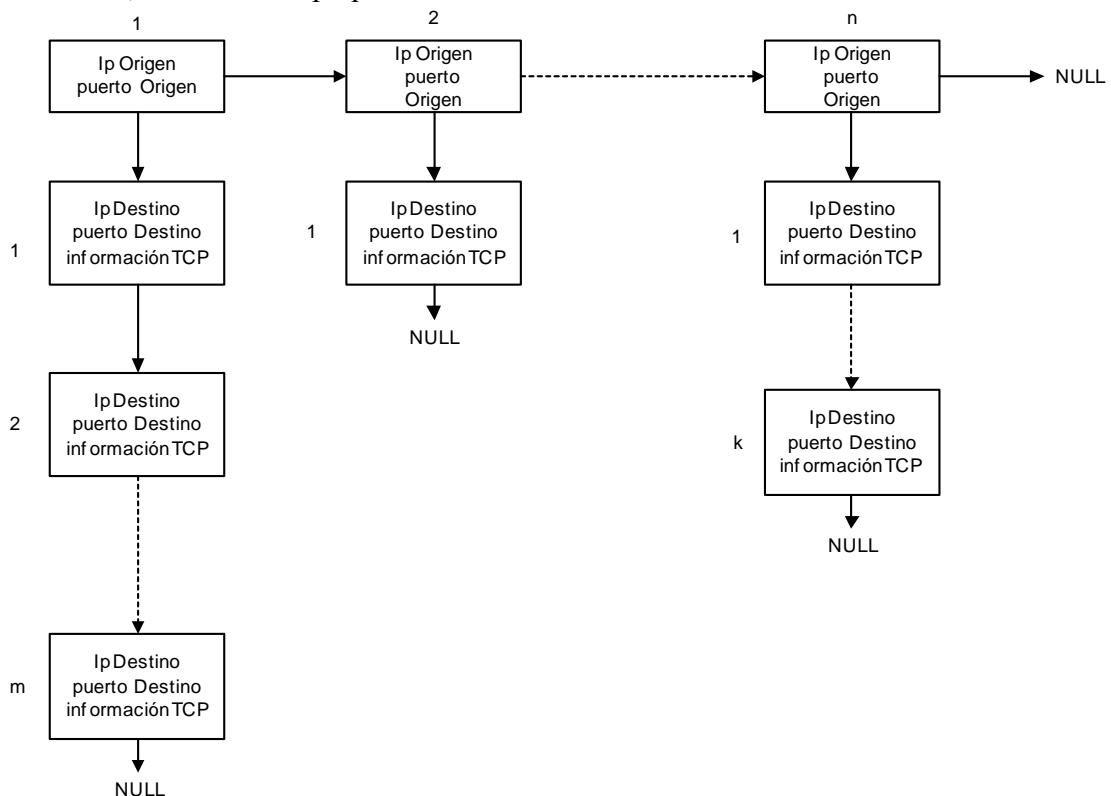 1
2
n
Ip Origen
puerto Origen
Ip Origen
puerto
Origen
Ip Origen
puerto
Origen
NULL
Ip Destino
puerto Destino
información TCP
1
Ip Destino
puerto Destino
información TCP
1
Ip Destino
puerto Destino
información TCP
1
NULL
Ip Destino
puerto Destino
información TCP
2
Ip Destino
puerto Destino
información TCP
k
NULL
Ip Destino
puerto Destino
información TCP
m
NULL